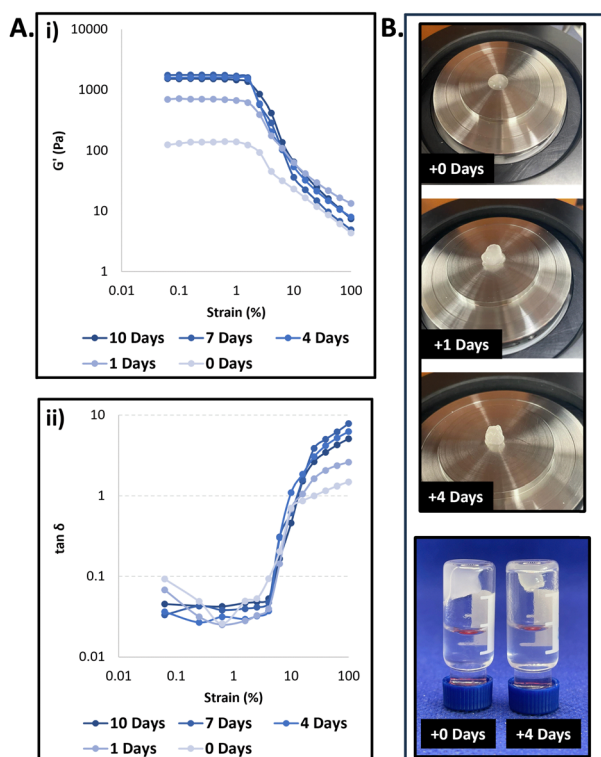 A.
i)
10000
1000
100
10
1
G' (Pa)
0.01 0.1 1 10 100
Strain (%)
10 Days 7 Days 4 Days
1 Days 0 Days
ii)
10
1
0.1
0.01
tan δ
0.01 0.1 1 10 100
Strain (%)
10 Days 7 Days 4 Days
1 Days 0 Days
B.
+0 Days
+1 Days
+4 Days
+0 Days +4 Days